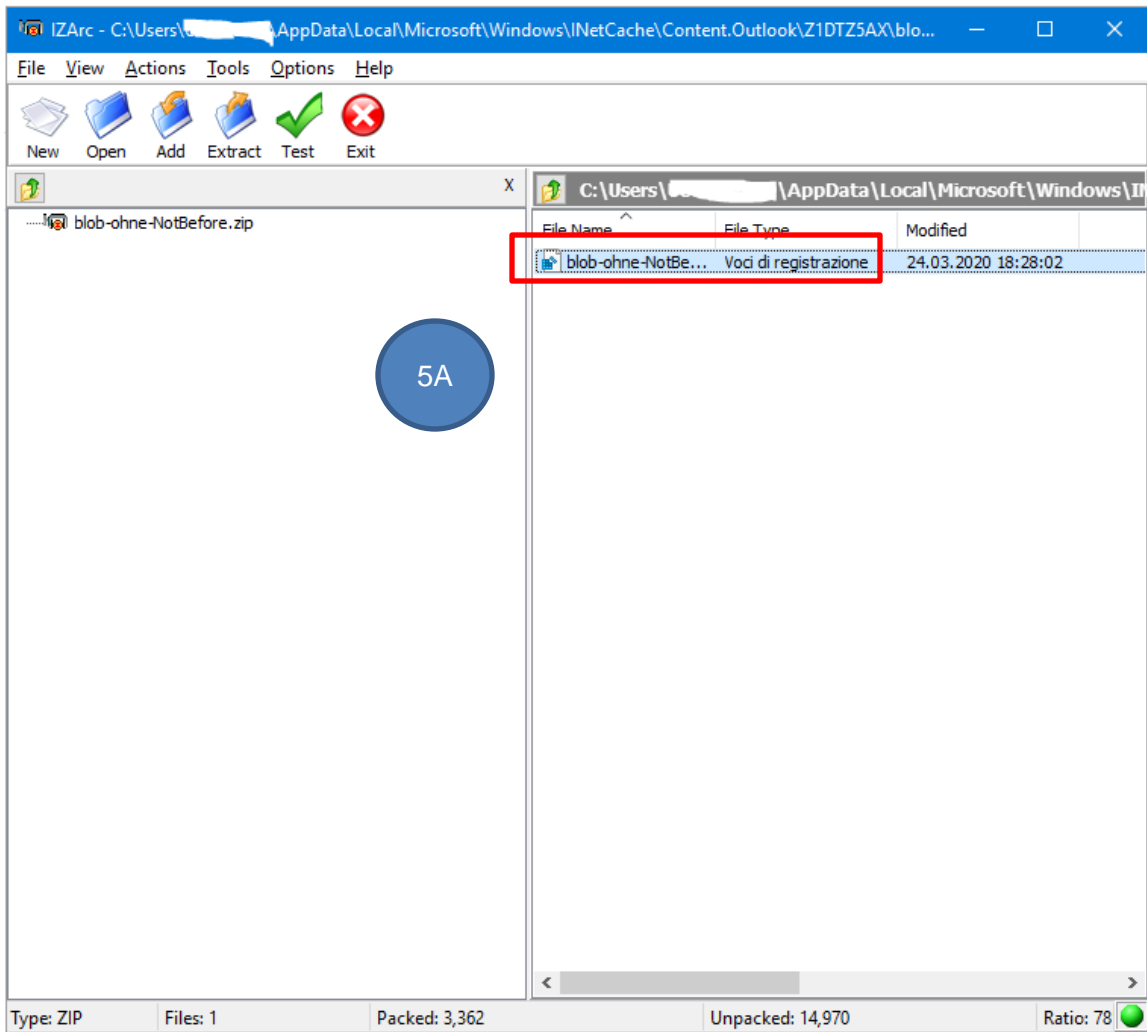 IZArc - C:\Users\ \AppData\Local\Microsoft\Windows\INetCache\Content.Outlook\Z1DTZ5AX\blo...
File View Actions Tools Options Help
New Open Add Extract Test Exit
X
C:\Users\ \AppData\Local\Microsoft\Windows\IN
blob-ohne-NotBefore.zip
File Name File Type Modified
blob-ohne-NotBe... Voci di registrazione 24.03.2020 18:28:02
5A
Type: ZIP Files: 1 Packed: 3,362 Unpacked: 14,970 Ratio: 78